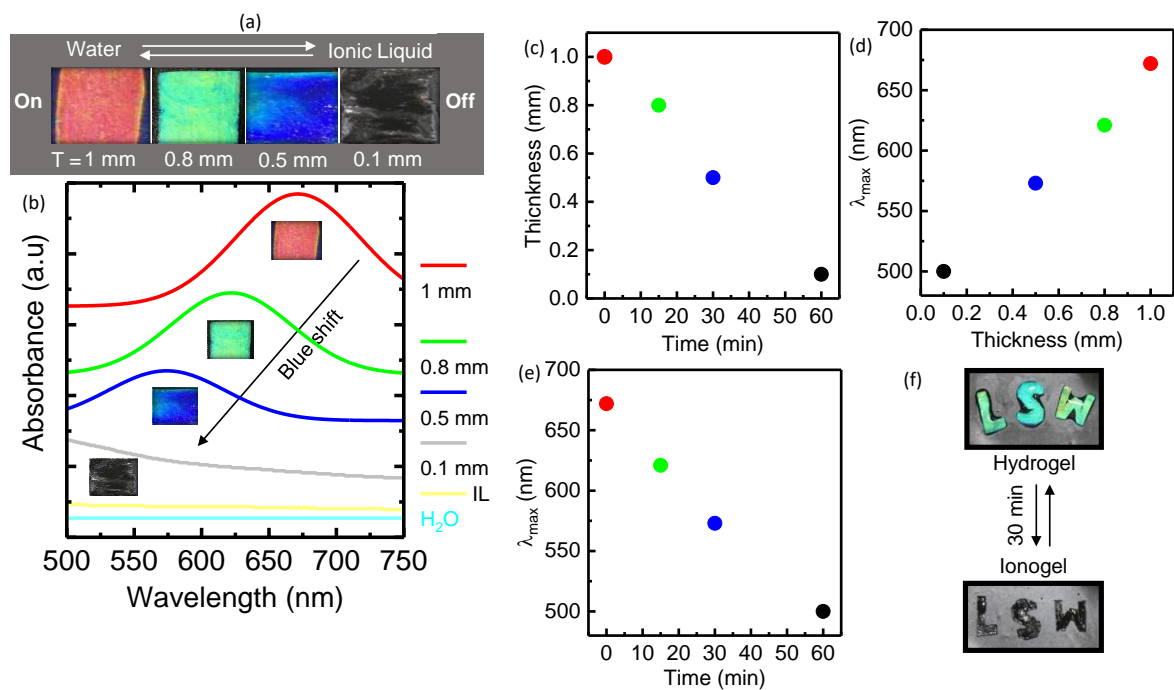 (a)
Water
Ionic Liquid
On
Off
T = 1 mm
0.8 mm
0.5 mm
0.1 mm
(b)
Absorbance (a.u)
Blue shift
1 mm
0.8 mm
0.5 mm
0.1 mm
IL
H₂O
500 550 600 650 700 750
Wavelength (nm)
(c)
Thicnkness (mm)
1.0
0.8
0.6
0.4
0.2
0.0
0 10 20 30 40 50 60
Time (min)
(d)
λmax (nm)
700
650
600
550
500
0.0 0.2 0.4 0.6 0.8 1.0
Thickness (mm)
(e)
λmax (nm)
700
650
600
550
500
0 10 20 30 40 50 60
Time (min)
(f)
LSW
Hydrogel
30 min
Ionogel
LSW